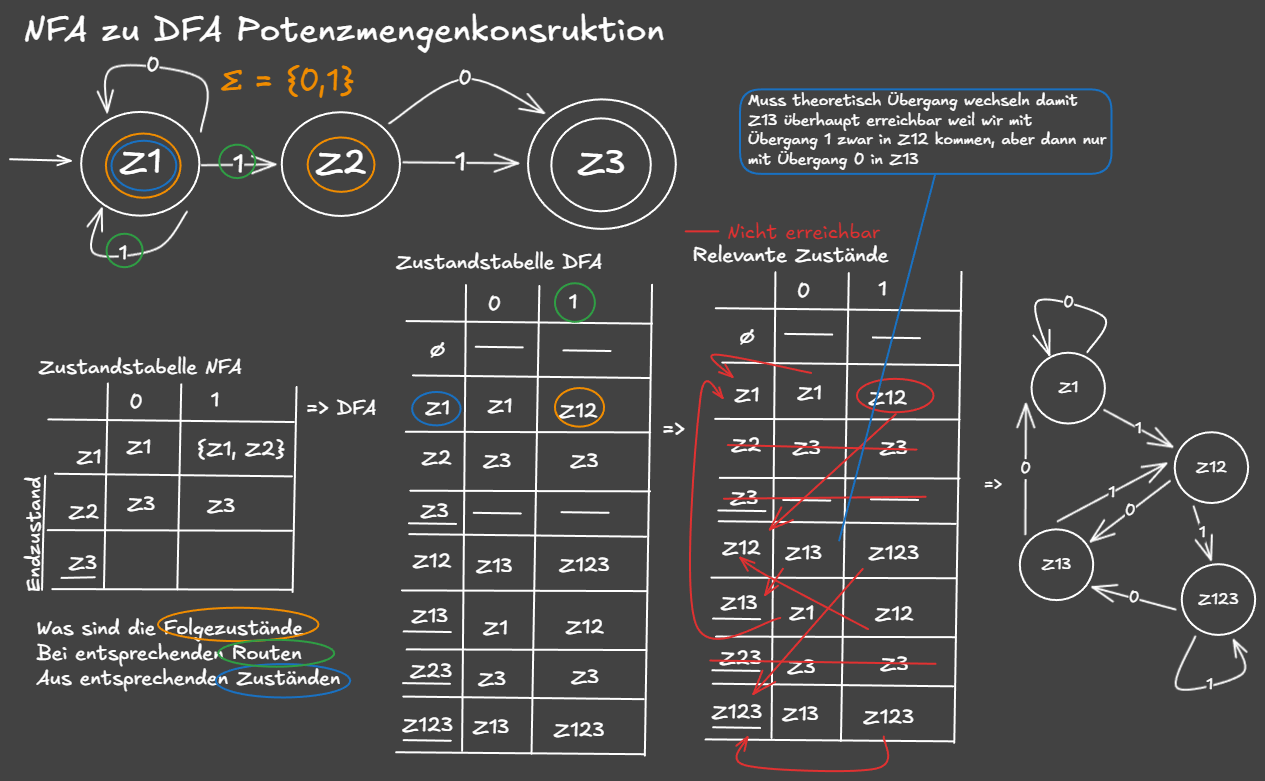 NFA zu DFA Potenzmengenkonsruktion
Σ = {0,1}
0
Z1
1
1
Z2
0
1
Z3
Muss theoretisch Übergang wechseln damit
Z13 überhaupt erreichbar weil wir mit
Übergang 1 zwar in Z12 kommen, aber dann nur
mit Übergang 0 in Z13
Zustandstabelle NFA
0 1
Z1 Z1 {Z1, Z2}
Z2 Z3 Z3
Z3
Endzustand
=> DFA
Was sind die Folgezustände
Bei entsprechenden Routen
Aus entsprechenden Zuständen
Zustandstabelle DFA
0 1
ø — —
Z1 Z1 Z12
Z2 Z3 Z3
Z3 — —
Z12 Z13 Z123
Z13 Z1 Z12
Z23 Z3 Z3
Z123 Z13 Z123
=>
Nicht erreichbar
Relevante Zustände
0 1
ø — —
Z1 Z1 Z12
Z2 Z3 Z3
Z3 — —
Z12 Z13 Z123
Z13 Z1 Z12
Z23 Z3 Z3
Z123 Z13 Z123
=>
0
Z1
1
Z12
0
1
0
1
Z13
Z123
0
1